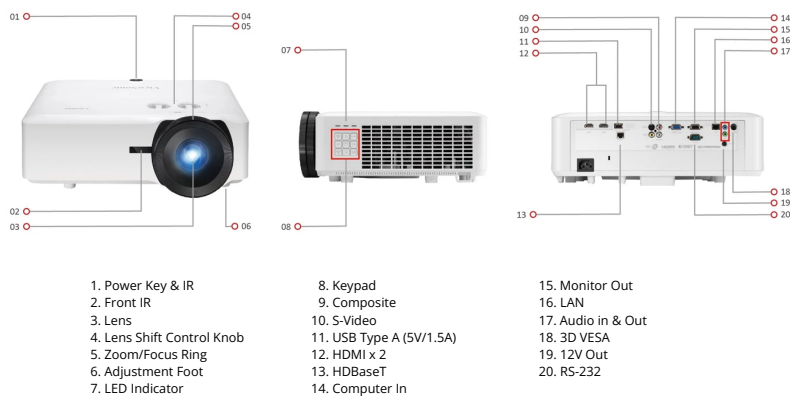 01
02
03
04
05
06
07
08
09
10
11
12
13
14
15
16
17
18
19
20
ViewSonic
HDMI
1. Power Key & IR
2. Front IR
3. Lens
4. Lens Shift Control Knob
5. Zoom/Focus Ring
6. Adjustment Foot
7. LED Indicator
8. Keypad
9. Composite
10. S-Video
11. USB Type A (5V/1.5A)
12. HDMI x 2
13. HDBaseT
14. Computer In
15. Monitor Out
16. LAN
17. Audio in & Out
18. 3D VESA
19. 12V Out
20. RS-232